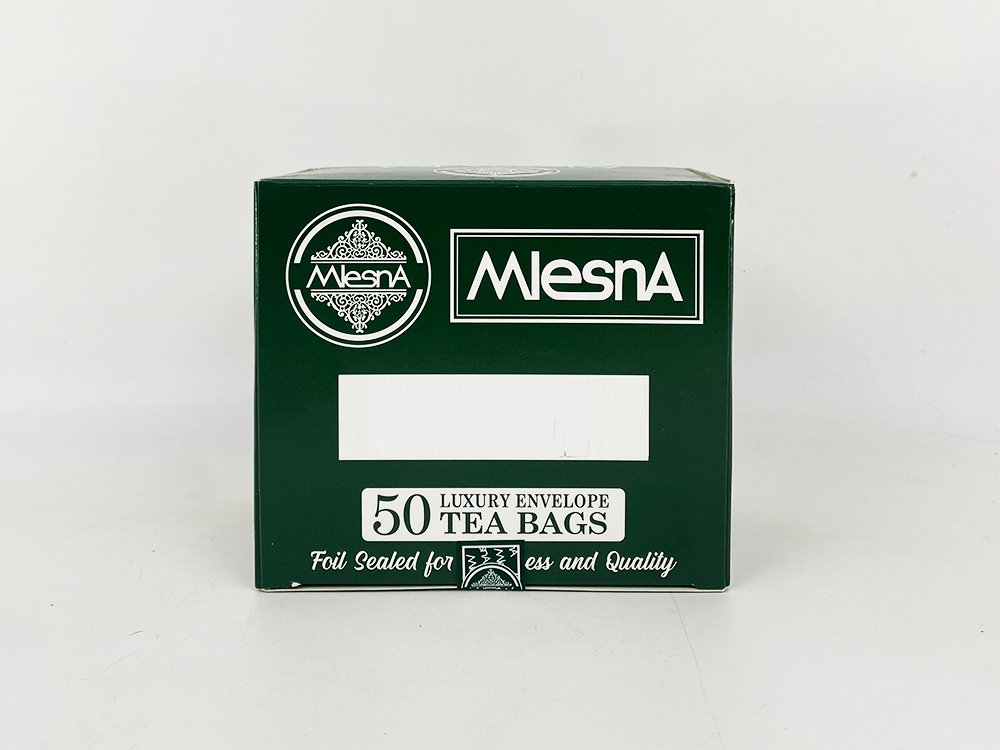 MlesnA
MlesnA
50 LUXURY ENVELOPE
TEA BAGS
Foil Sealed for ess and Quality